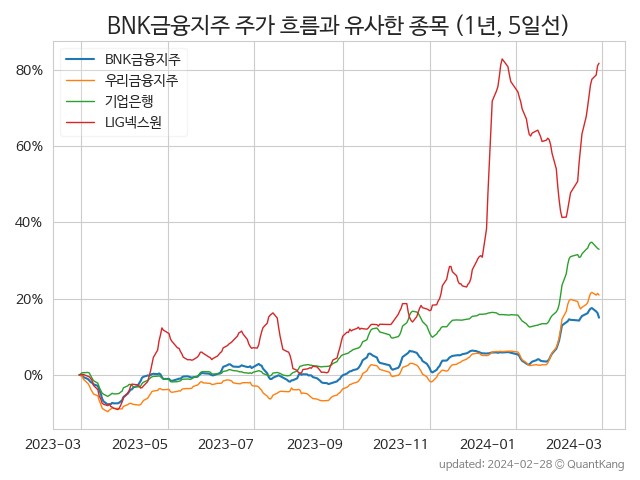 BNK금융지주 주가 흐름과 유사한 종목 (1년, 5일선)
BNK금융지주
우리금융지주
기업은행
LIG넥스원
80%
60%
40%
20%
0%
2023-03 2023-05 2023-07 2023-09 2023-11 2024-01 2024-03
updated: 2024-02-28 © QuantKang